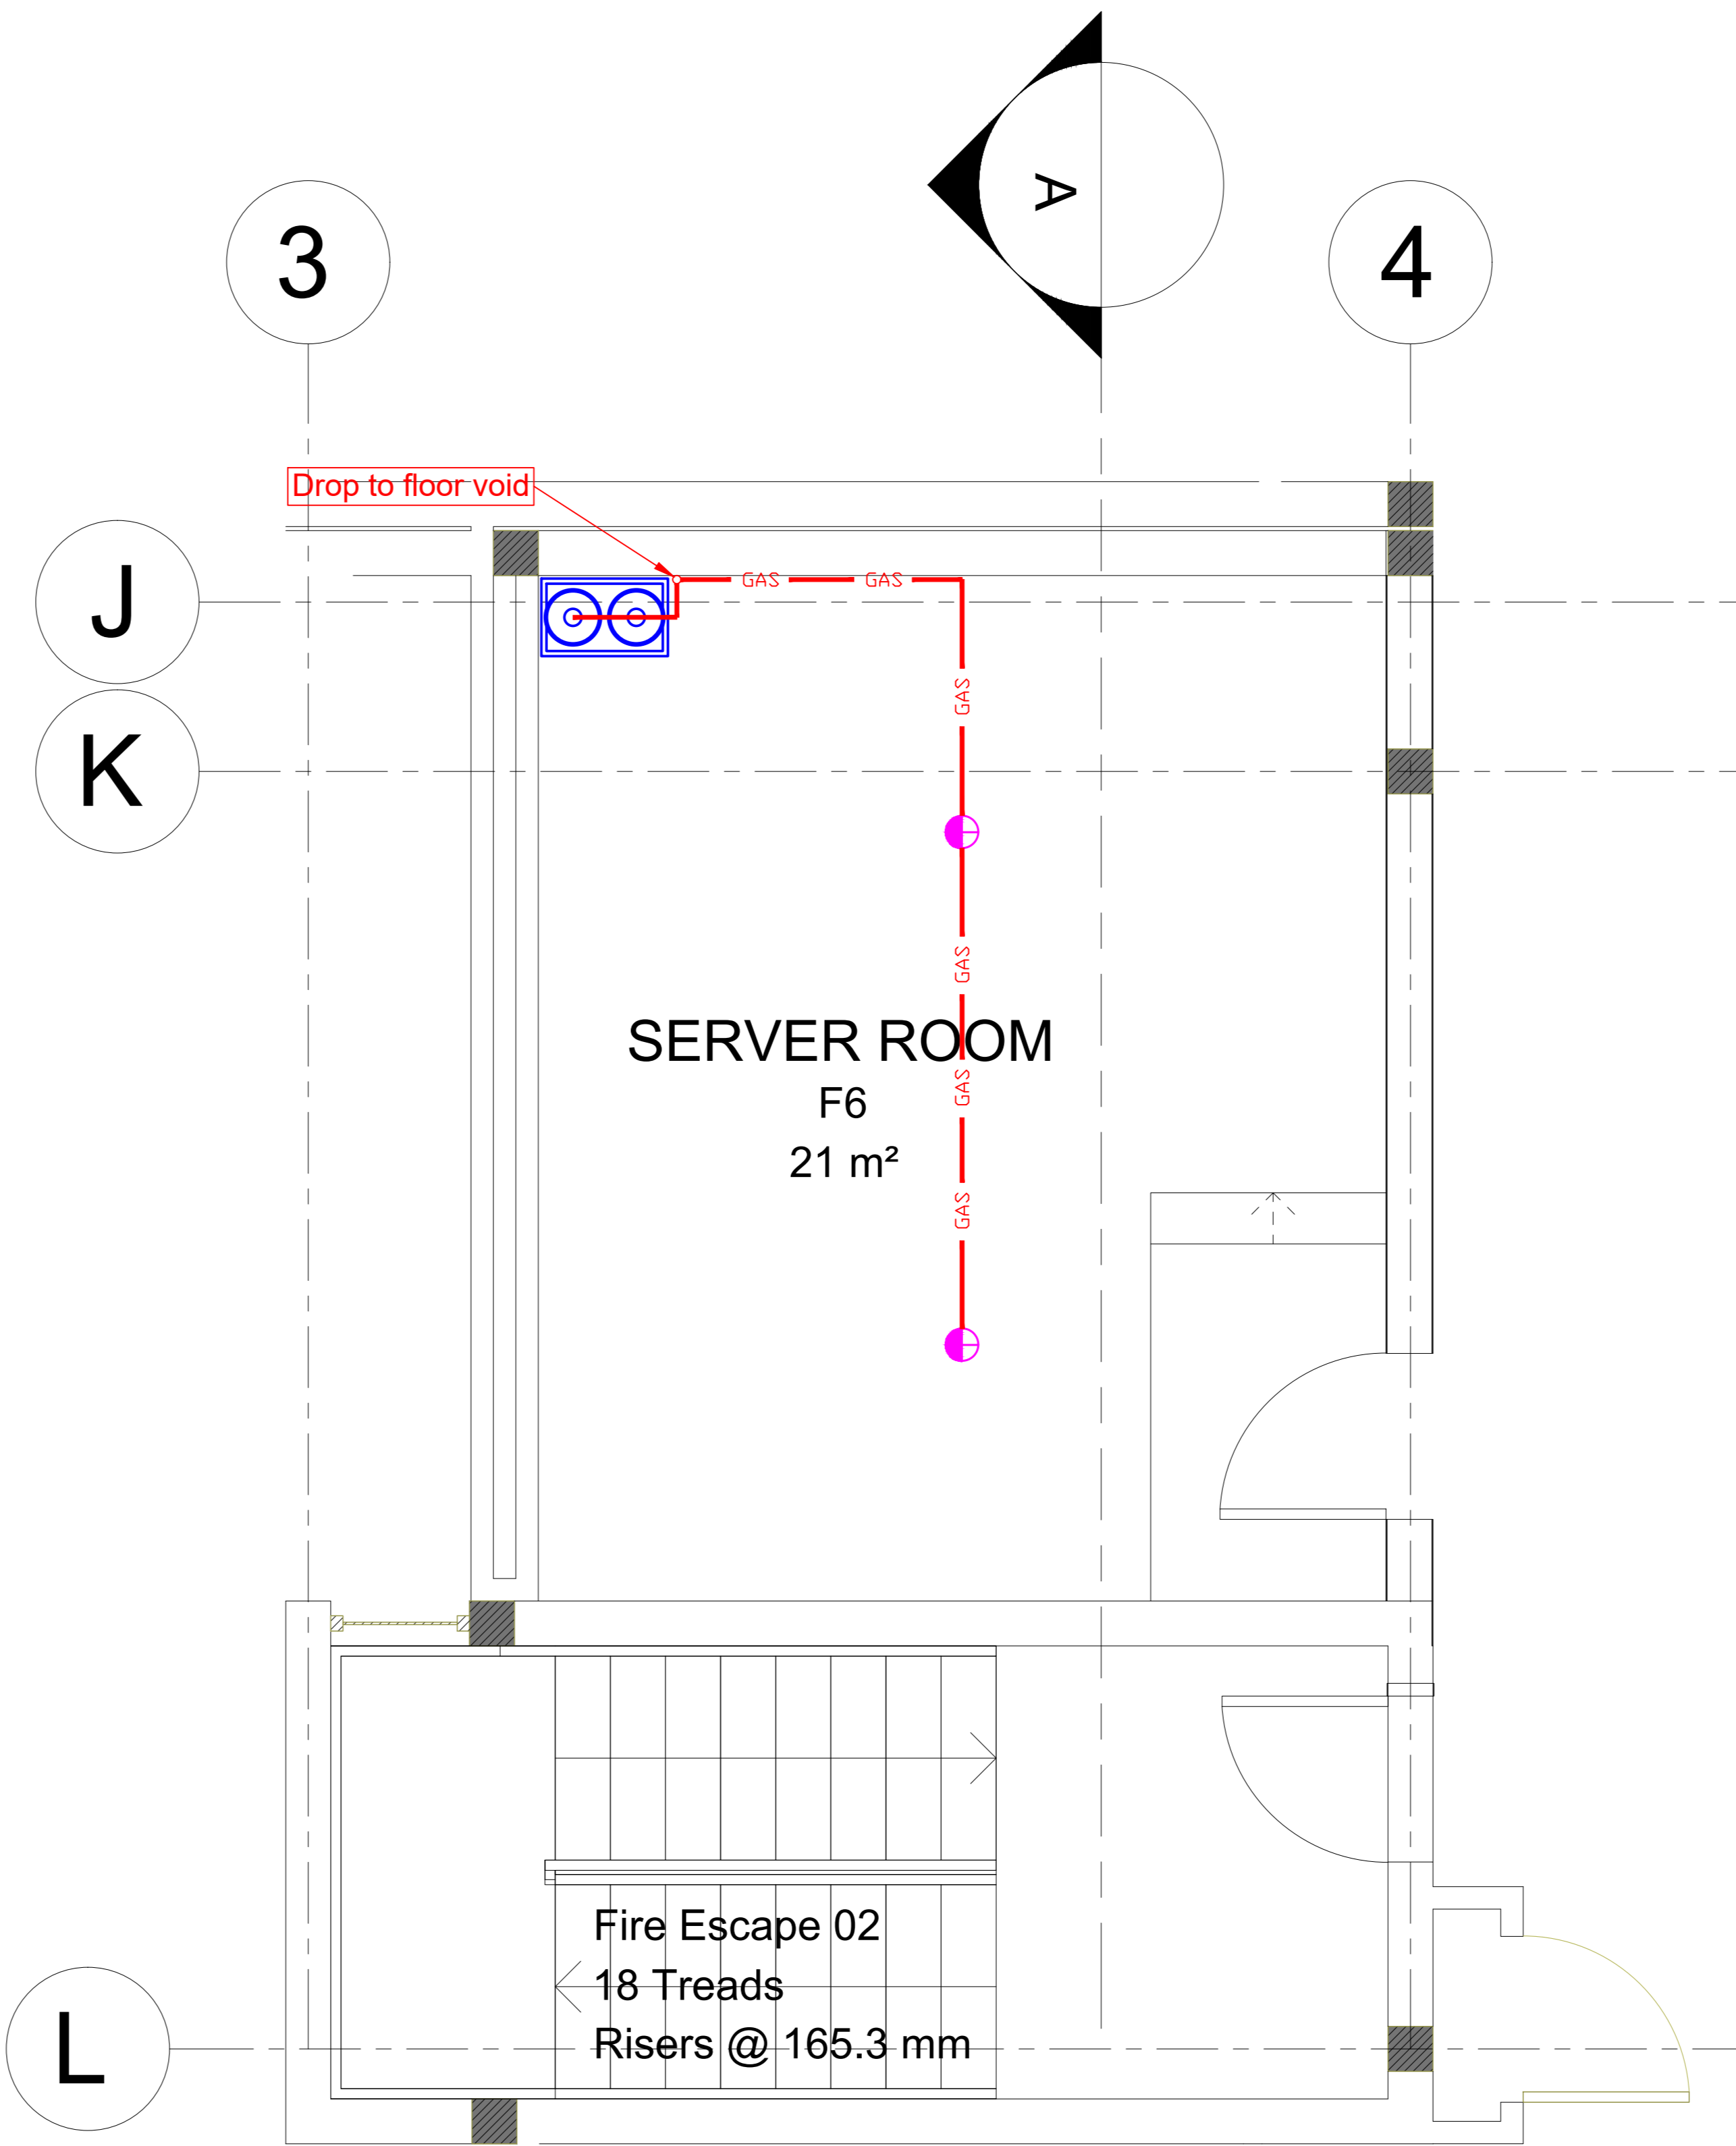 A
3
4
Drop to floor void
GAS GAS
J
GAS
K
GAS
SERVER ROOM
GAS
F6
21 m²
GAS
Fire Escape 02
18 Treads
Risers @ 165.3 mm
L